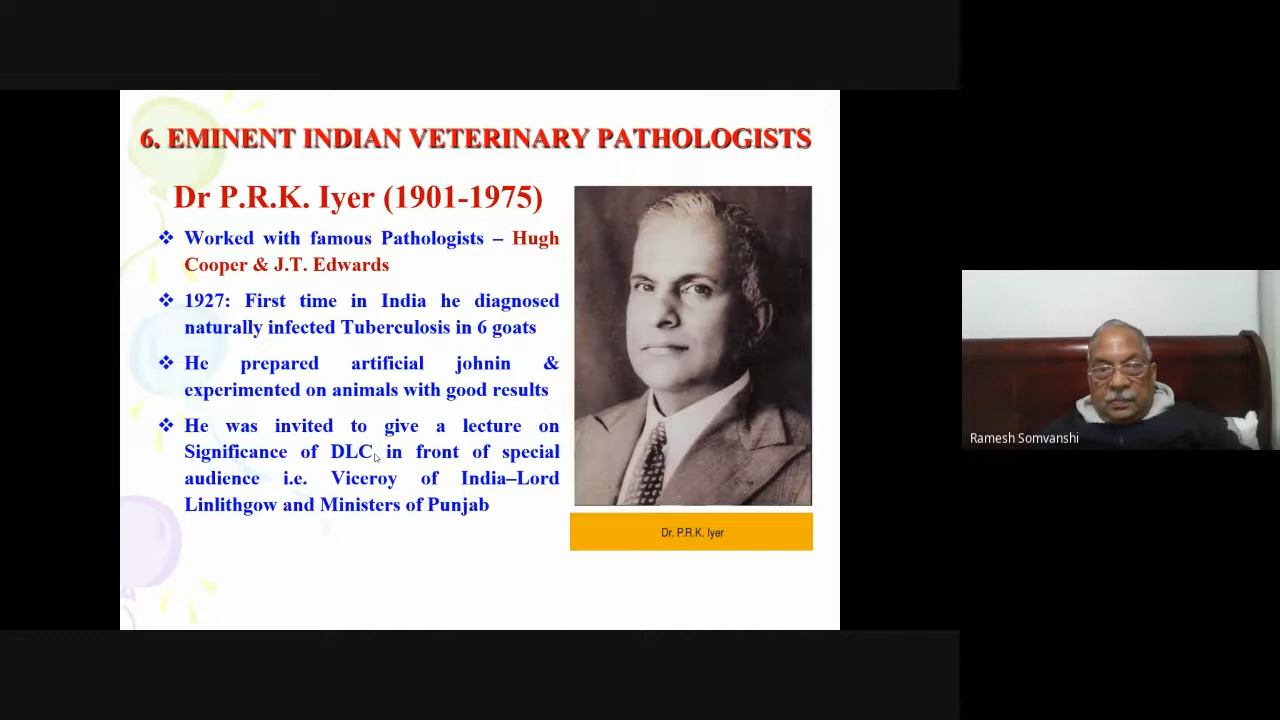 6. EMINENT INDIAN VETERINARY PATHOLOGISTS
Dr P.R.K. Iyer (1901-1975)
❖ Worked with famous Pathologists – Hugh
Cooper & J.T. Edwards
❖ 1927: First time in India he diagnosed
naturally infected Tuberculosis in 6 goats
❖ He prepared artificial johnin &
experimented on animals with good results
❖ He was invited to give a lecture on
Significance of DLC in front of special
audience i.e. Viceroy of India–Lord
Linlithgow and Ministers of Punjab
Dr. P.R.K. Iyer
Ramesh Somvanshi